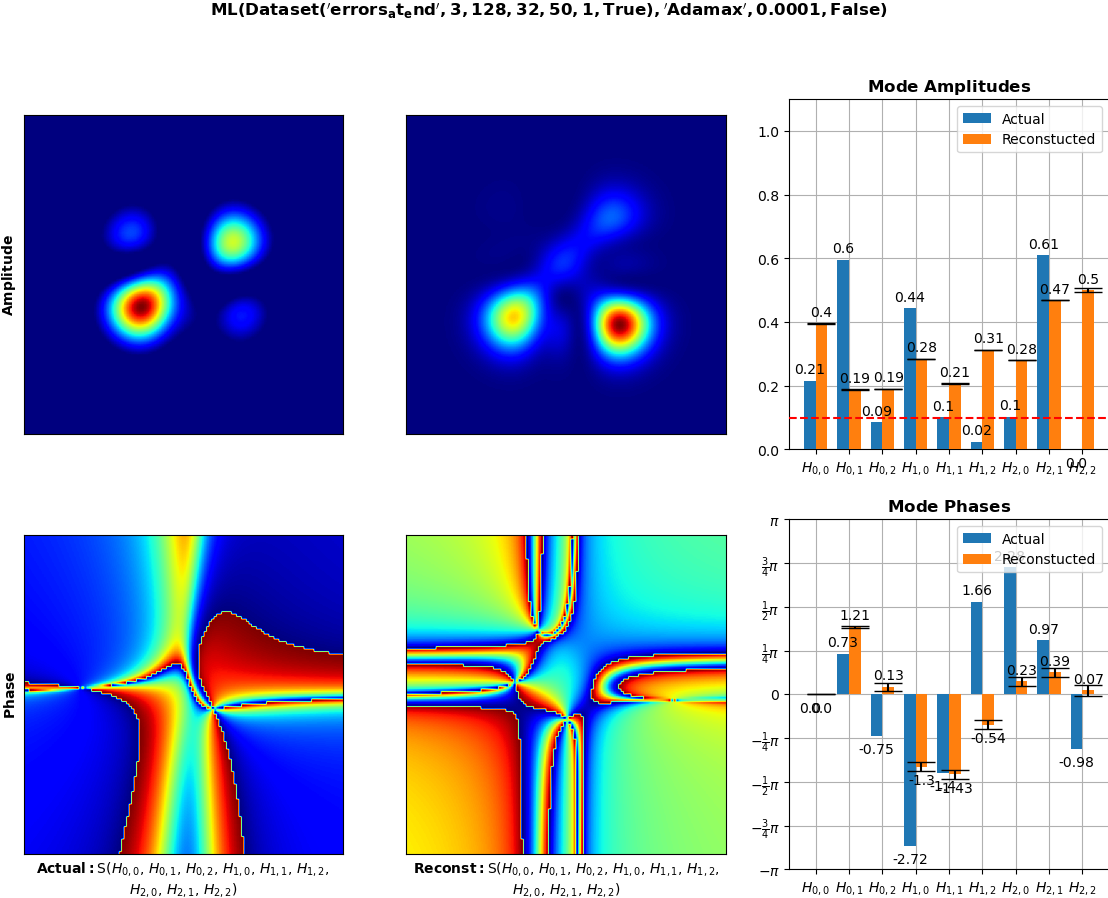 ML(Dataset('errors_at_end', 3, 128, 32, 50, 1, True), 'Adamax', 0.0001, False)
Amplitude
Mode Amplitudes
Actual
Reconstucted
1.0
0.8
0.6
0.4
0.2
0.0
0.21
0.4
0.6
0.19
0.09
0.19
0.44
0.28
0.1
0.21
0.02
0.31
0.1
0.28
0.61
0.47
0.0
0.5
H0,0 H0,1 H0,2 H1,0 H1,1 H1,2 H2,0 H2,1 H2,2
Phase
Actual: S(H0,0, H0,1, H0,2, H1,0, H1,1, H1,2,
H2,0, H2,1, H2,2)
Reconst: S(H0,0, H0,1, H0,2, H1,0, H1,1, H1,2,
H2,0, H2,1, H2,2)
Mode Phases
Actual
Reconstucted
π
3/4π
1/2π
1/4π
0
−1/4π
−1/2π
−3/4π
−π
0.0
0.0
0.73
1.21
-0.75
0.13
-2.72
-1.3
-1.43
1.66
-0.54
0.23
0.97
0.39
-0.98
0.07
H0,0 H0,1 H0,2 H1,0 H1,1 H1,2 H2,0 H2,1 H2,2